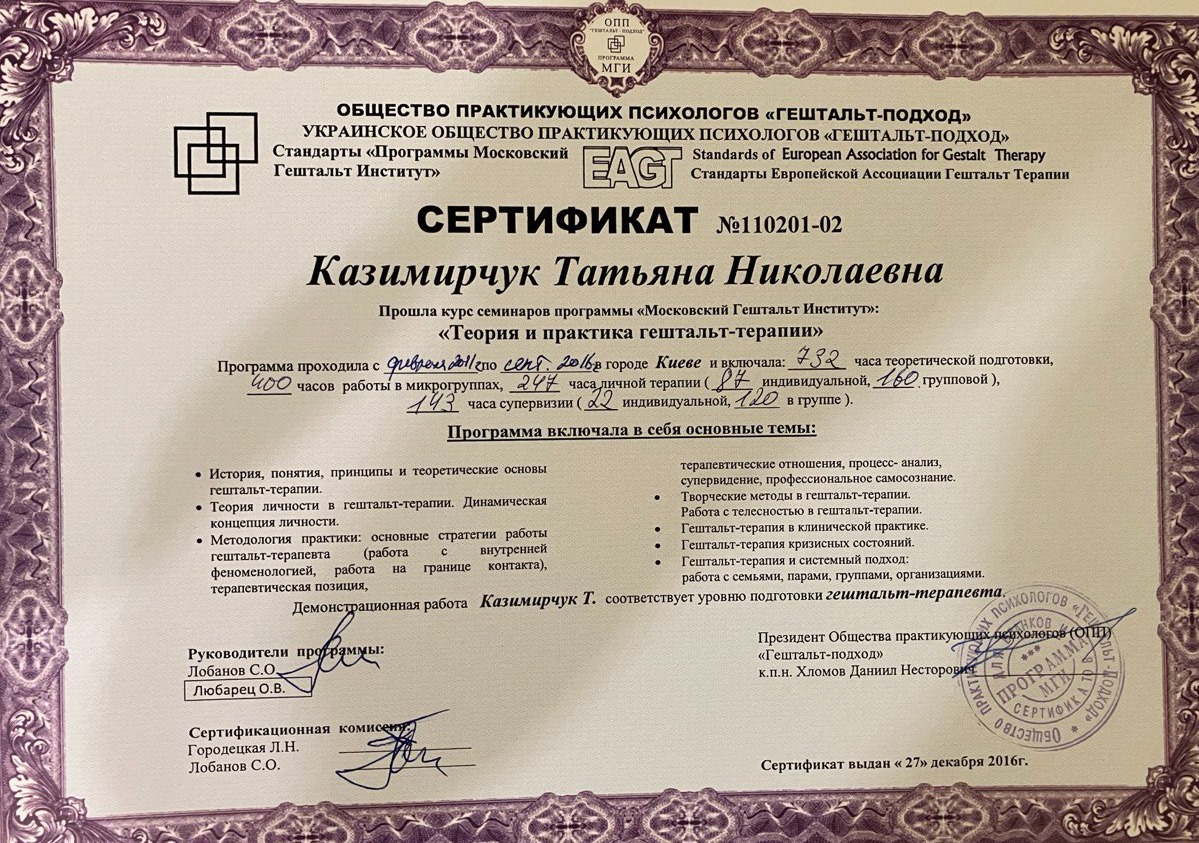 ОПП
"ГЕШТАЛЬТ - ПОДХОД"
ПРОГРАММА
МГИ
ОБЩЕСТВО ПРАКТИКУЮЩИХ ПСИХОЛОГОВ «ГЕШТАЛЬТ-ПОДХОД»
УКРАИНСКОЕ ОБЩЕСТВО ПРАКТИКУЮЩИХ ПСИХОЛОГОВ «ГЕШТАЛЬТ-ПОДХОД»
Стандарты «Программы Московский
Гештальт Институт»
EAGT
Standards of European Association for Gestalt Therapy
Стандарты Европейской Ассоциации Гештальт Терапии
СЕРТИФИКАТ №110201-02
Казимирчук Татьяна Николаевна
Прошла курс семинаров программы «Московский Гештальт Институт»:
«Теория и практика гештальт-терапии»
Программа проходила с февраля 2011г по сент. 2016 в городе Киеве и включала: 732 часа теоретической подготовки,
400 часов работы в микрогруппах, 247 часа личной терапии ( 87 индивидуальной, 160 групповой ),
143 часа супервизии ( 22 индивидуальной, 120 в группе ).
Программа включала в себя основные темы:
• История, понятия, принципы и теоретические основы
гештальт-терапии.
• Теория личности в гештальт-терапии. Динамическая
концепция личности.
• Методология практики: основные стратегии работы
гештальт-терапевта (работа с внутренней
феноменологией, работа на границе контакта),
терапевтическая позиция,
терапевтические отношения, процесс- анализ,
супервидение, профессиональное самосознание.
• Творческие методы в гештальт-терапии.
Работа с телесностью в гештальт-терапии.
• Гештальт-терапия в клинической практике.
• Гештальт-терапия кризисных состояний.
• Гештальт-терапия и системный подход:
работа с семьями, парами, группами, организациями.
Демонстрационная работа Казимирчук Т. соответствует уровню подготовки гештальт-терапевта.
Руководители программы:
Лобанов С.О.
Любарец О.В.
Сертификационная комисия:
Городецкая Л.Н.
Лобанов С.О.
Президент Общества практикующих психологов (ОПП)
«Гештальт-подход»
к.п.н. Хломов Даниил Несторович
ОБЩЕСТВО ПРАКТИКУЮЩИХ ПСИХОЛОГОВ «ГЕШТАЛЬТ-ПОДХОД»
ПРОГРАММА
МГИ
Сертификат выдан « 27» декабря 2016г.